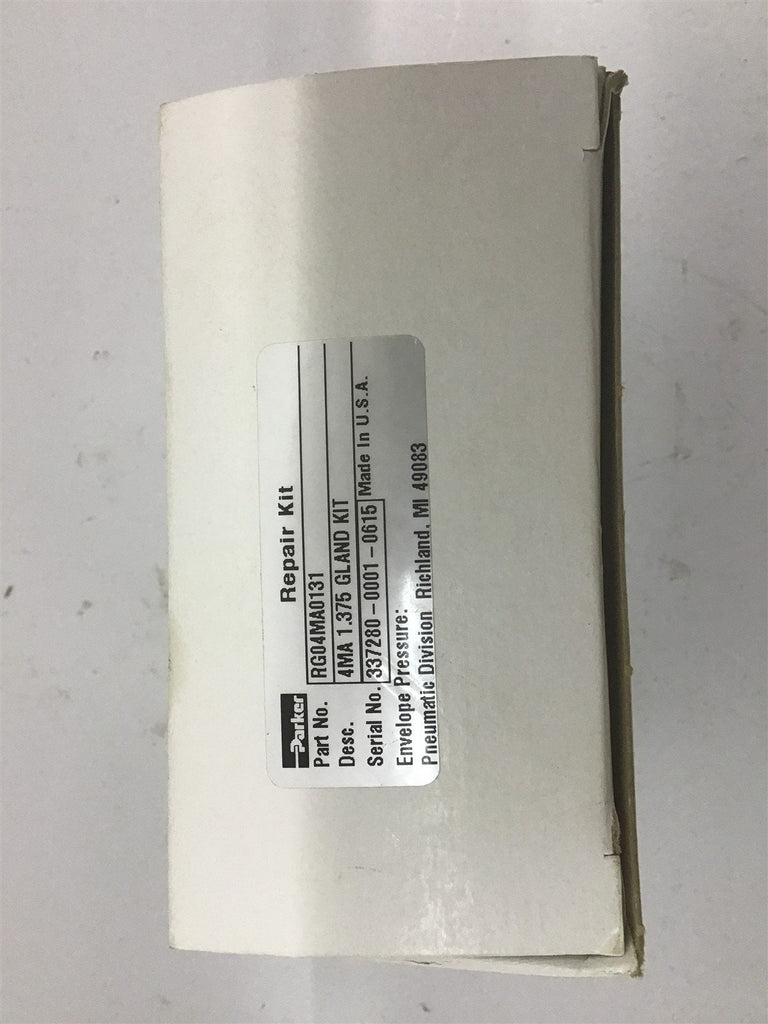 Parker Repair Kit
Part No. RG04MA0131
Desc. 4MA 1.375 GLAND KIT
Serial No. 337280-0001-0615 Made In U.S.A.
Envelope Pressure:
Pneumatic Division Richland, MI 49083